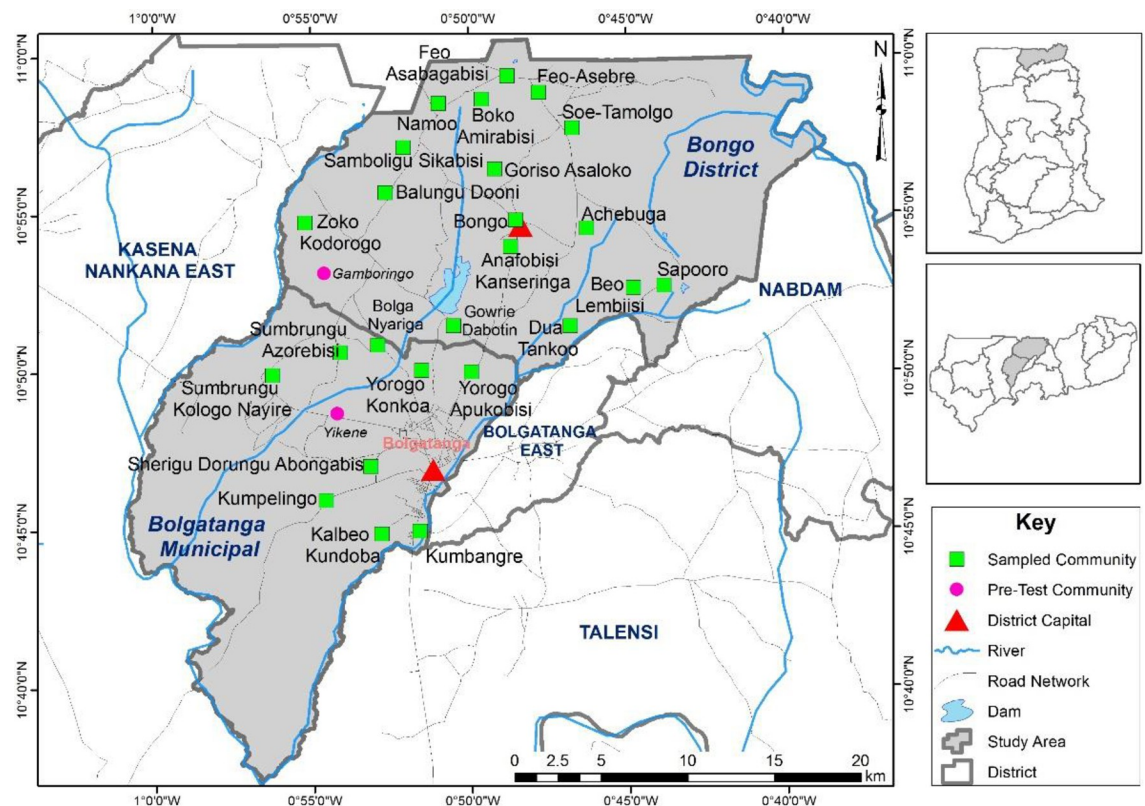 1°0'0"W 0°55'0"W 0°50'0"W 0°45'0"W 0°40'0"W
11°0'0"N
10°55'0"N
10°50'0"N
10°45'0"N
10°40'0"N
11°0'0"N
10°55'0"N
10°50'0"N
10°45'0"N
10°40'0"N
N
Feo
Asabagabisi
Feo-Asebre
Namoo
Boko
Amirabisi
Soe-Tamolgo
Samboligu Sikabisi
Goriso Asaloko
Bongo
District
Balungu Dooni
Zoko
Kodorogo
Bongo
Achebuga
KASENA
NANKANA EAST
Gamboringo
Anafobisi
Kanseringa
Beo
Lembiisi
Sapooro
NABDAM
Bolga
Nyariga
Gowrie
Dabotin
Dua
Tankoo
Sumbrungu
Azorebisi
Sumbrungu
Kologo Nayire
Yorogo
Konkoa
Yorogo
Apukobisi
Yikene
Bolgatanga
BOLGATANGA
EAST
Sherigu Dorungu Abongabisi
Kumpelingo
Bolgatanga
Municipal
Kalbeo
Kundoba
Kumbangre
TALENSI
0 2.5 5 10 15 20
km
1°0'0"W 0°55'0"W 0°50'0"W 0°45'0"W 0°40'0"W
Key
Sampled Community
Pre-Test Community
District Capital
River
Road Network
Dam
Study Area
District